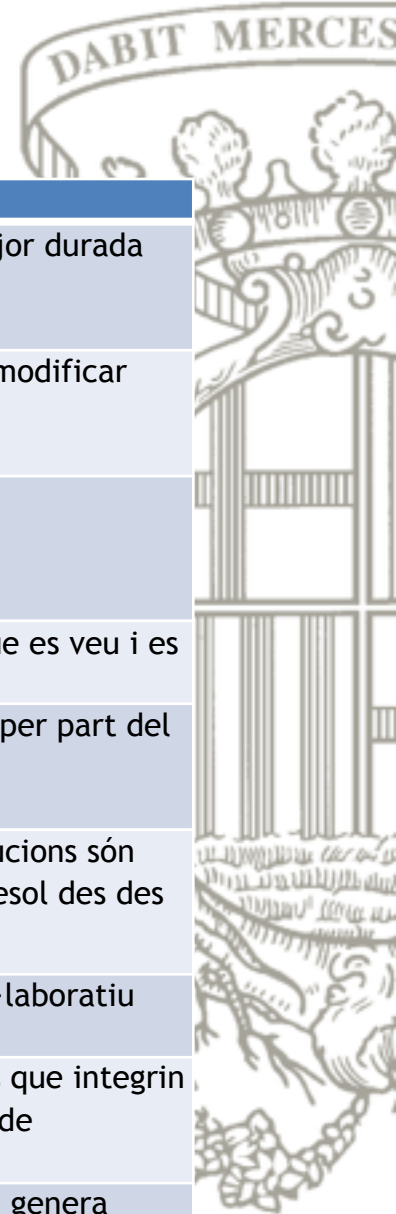 DABIT MERCES
jor durada
modificar
ue es veu i es
per part del
ucions són
esol des des
·laboratiu
que integrin
de
genera